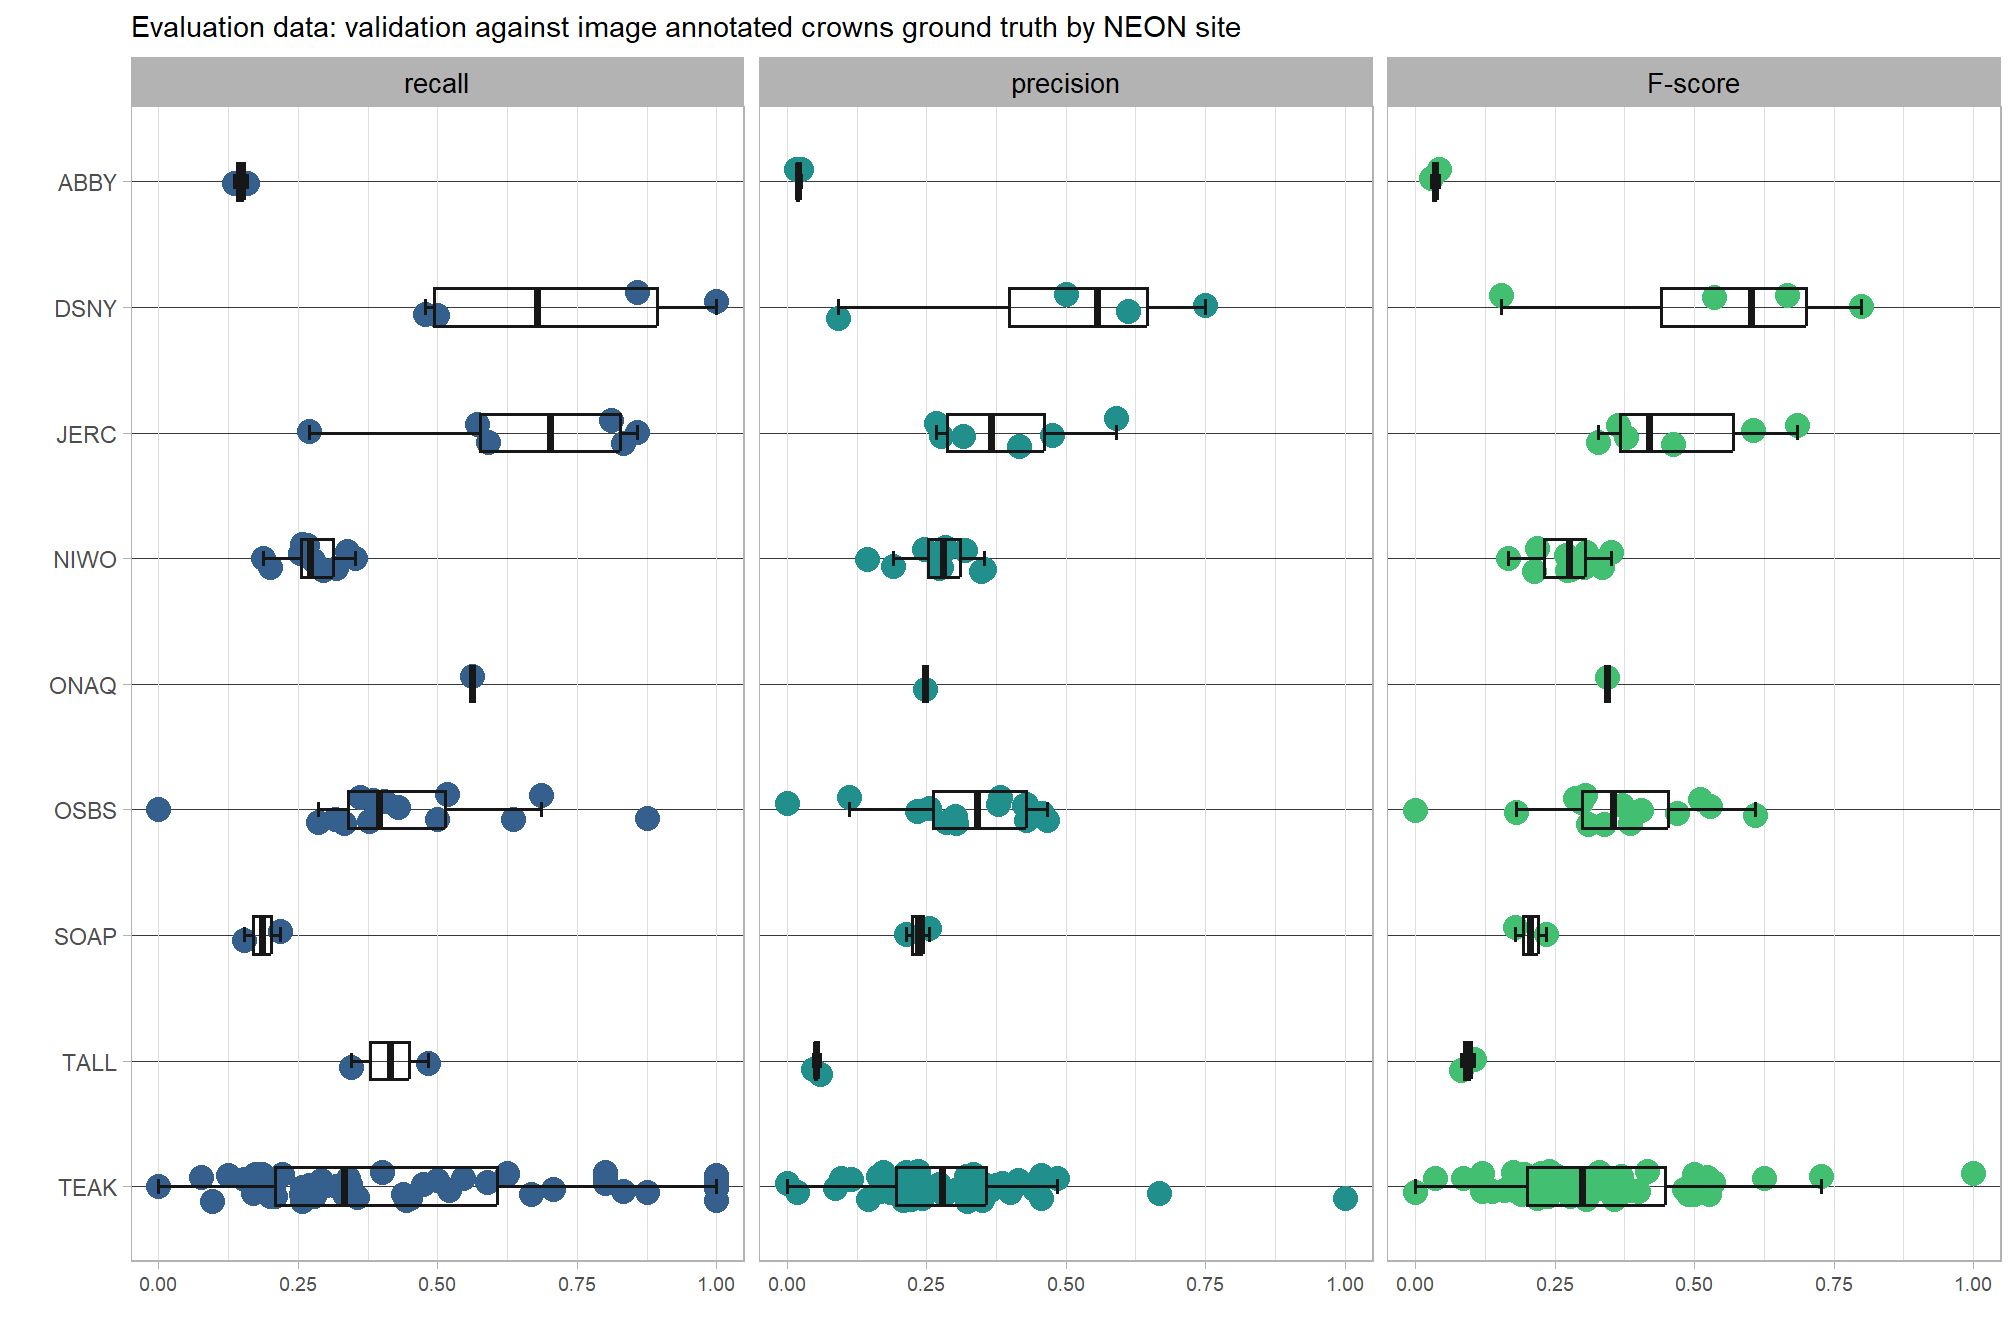 Evaluation data: validation against image annotated crowns ground truth by NEON site
recall
precision
F-score
ABBY
DSNY
JERC
NIWO
ONAQ
OSBS
SOAP
TALL
TEAK
0.00 0.25 0.50 0.75 1.00
0.00 0.25 0.50 0.75 1.00
0.00 0.25 0.50 0.75 1.00